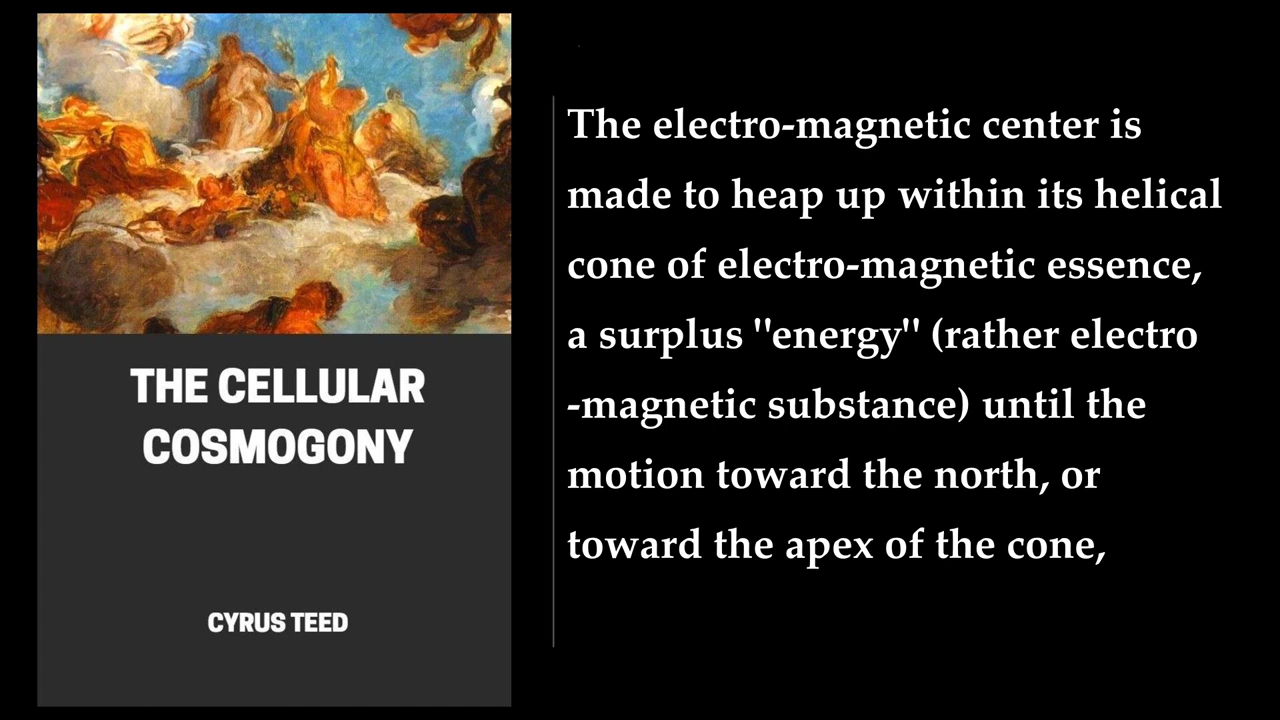 THE CELLULAR
COSMOGONY
CYRUS TEED
The electro-magnetic center is
made to heap up within its helical
cone of electro-magnetic essence,
a surplus "energy" (rather electro
-magnetic substance) until the
motion toward the north, or
toward the apex of the cone,